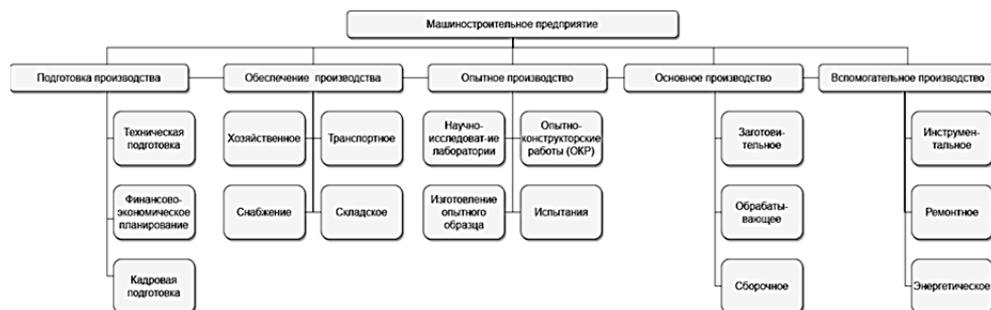 Машиностроительное предприятие
Подготовка производства
Обеспечение производства
Опытное производство
Основное производство
Вспомогательное производство
Техническая
подготовка
Финансово-
экономическое
планирование
Кадровая
подготовка
Хозяйственное
Транспортное
Снабжение
Складское
Научно-
исследоват-ие
лаборатории
Опытно-
конструкторские
работы (ОКР)
Изготовление
опытного
образца
Испытания
Заготови-
тельное
Обрабаты-
вающее
Сборочное
Инструмен-
тальное
Ремонтное
Энергетическое